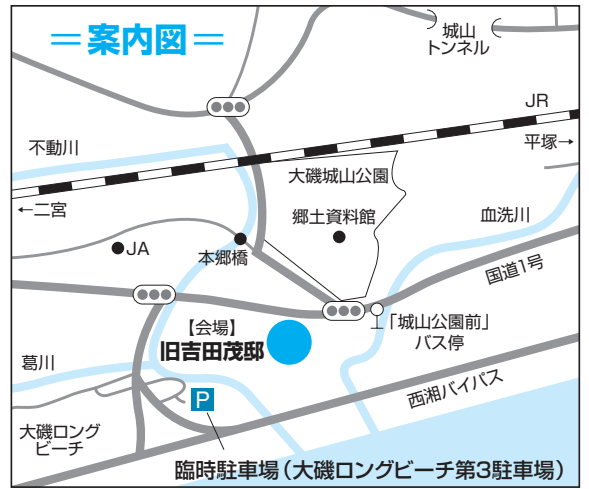 ＝案内図＝
城山
トンネル
JR
平塚→
不動川
←二宮
大磯城山公園
郷土資料館
血洗川
JA
本郷橋
国道1号
「城山公園前」
バス停
【会場】
旧吉田茂邸
葛川
P
西湘バイパス
大磯ロング
ビーチ
臨時駐車場（大磯ロングビーチ第3駐車場）